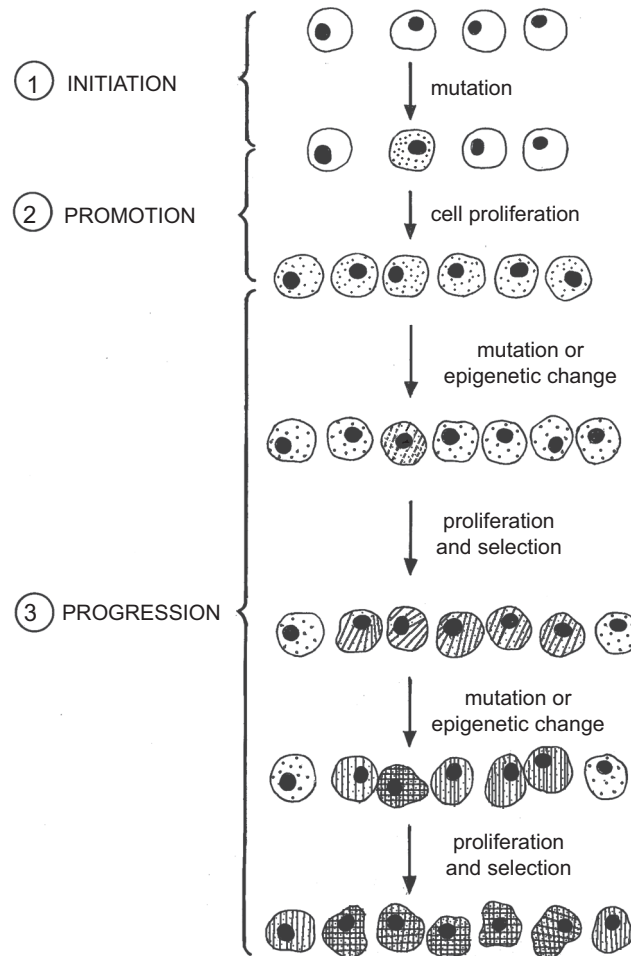 1 INITIATION
mutation
2 PROMOTION
cell proliferation
mutation or
epigenetic change
proliferation
and selection
3 PROGRESSION
mutation or
epigenetic change
proliferation
and selection